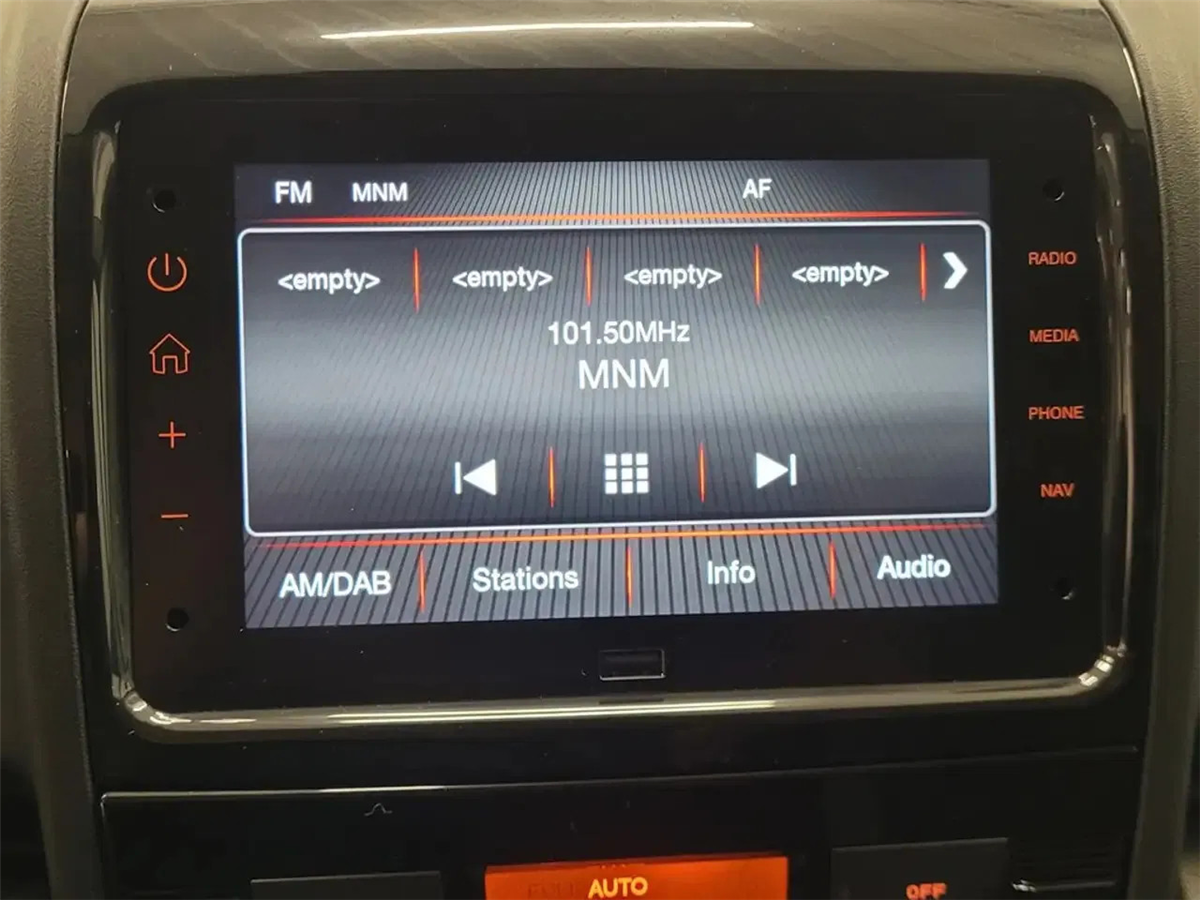 FM MNM AF
<empty> <empty> <empty> <empty>
101.50MHz
MNM
AM/DAB Stations Info Audio
RADIO
MEDIA
PHONE
NAV
FULL AUTO
OFF